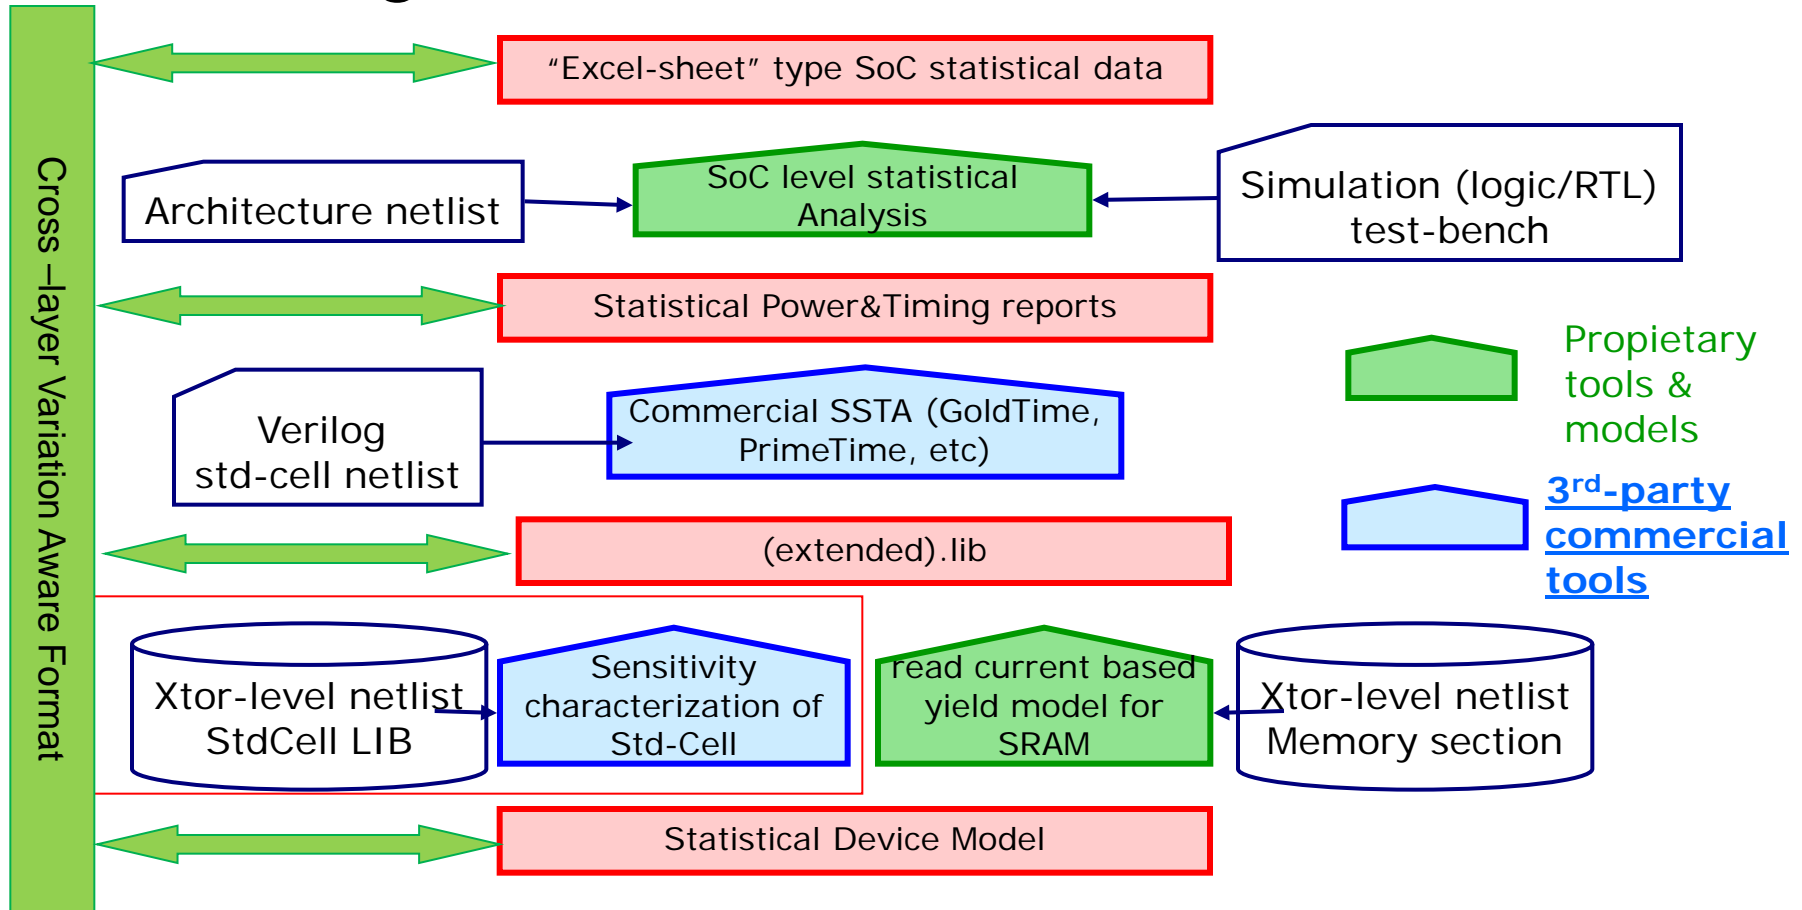 Cross –layer Variation Aware Format
“Excel-sheet” type SoC statistical data
Architecture netlist
SoC level statistical
Analysis
Simulation (logic/RTL)
test-bench
Statistical Power&Timing reports
Propietary
tools &
models
Verilog
std-cell netlist
Commercial SSTA (GoldTime,
PrimeTime, etc)
3rd-party
commercial
tools
(extended).lib
Xtor-level netlist
StdCell LIB
Sensitivity
characterization of
Std-Cell
read current based
yield model for
SRAM
Xtor-level netlist
Memory section
Statistical Device Model